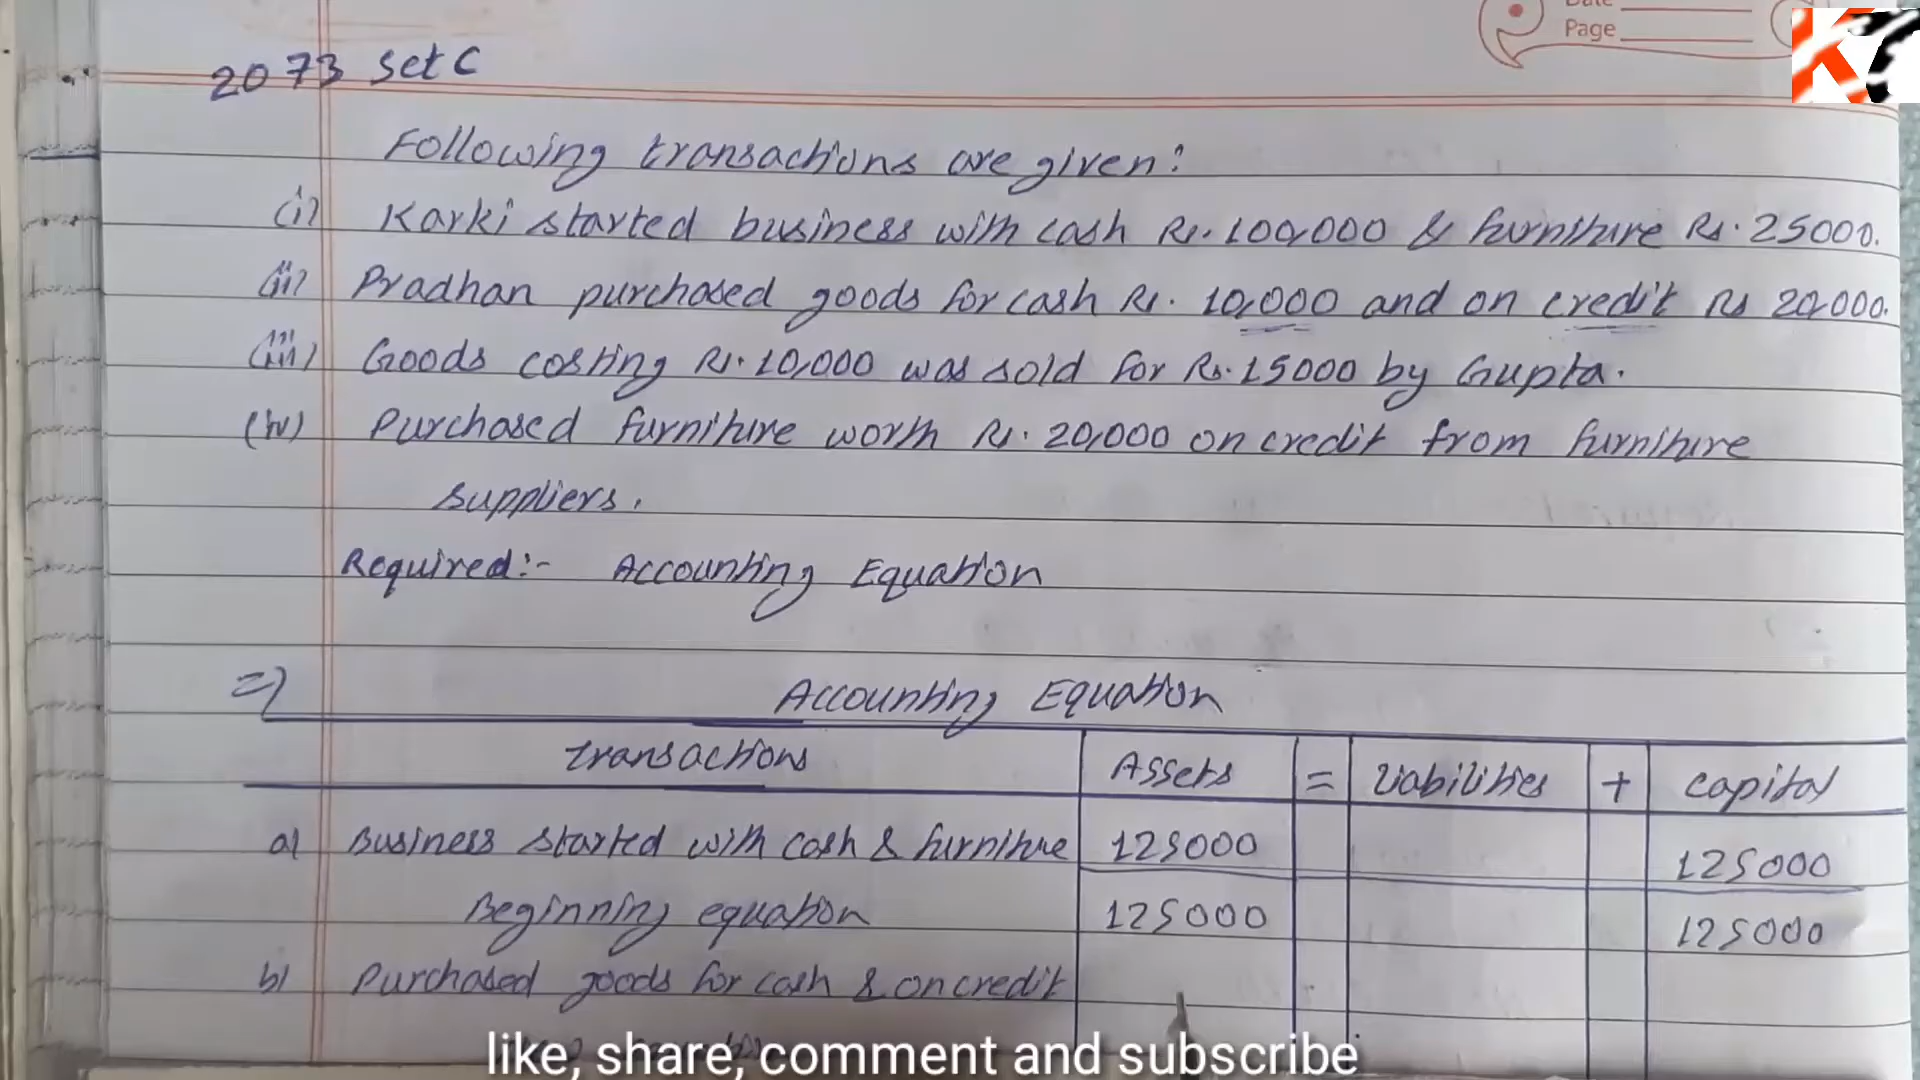 Date
Page
2073 Set C
Following transactions are given:
(i) Karki started business with cash Rs. 100,000 & furniture Rs. 25000.
(ii) Pradhan purchased goods for cash Rs. 10,000 and on credit Rs 20,000.
(iii) Goods costing Rs. 10,000 was sold for Rs. 15000 by Gupta.
(iv) Purchased furniture worth Rs. 20,000 on credit from furniture
suppliers.
Required:- Accounting Equation
=) Accounting Equation
transactions Assets = Liabilities + capital
a) Business started with cash & furniture 125000 125000
Beginning equation 125000 125000
b) Purchased goods for cash & on credit
like, share, comment and subscribe